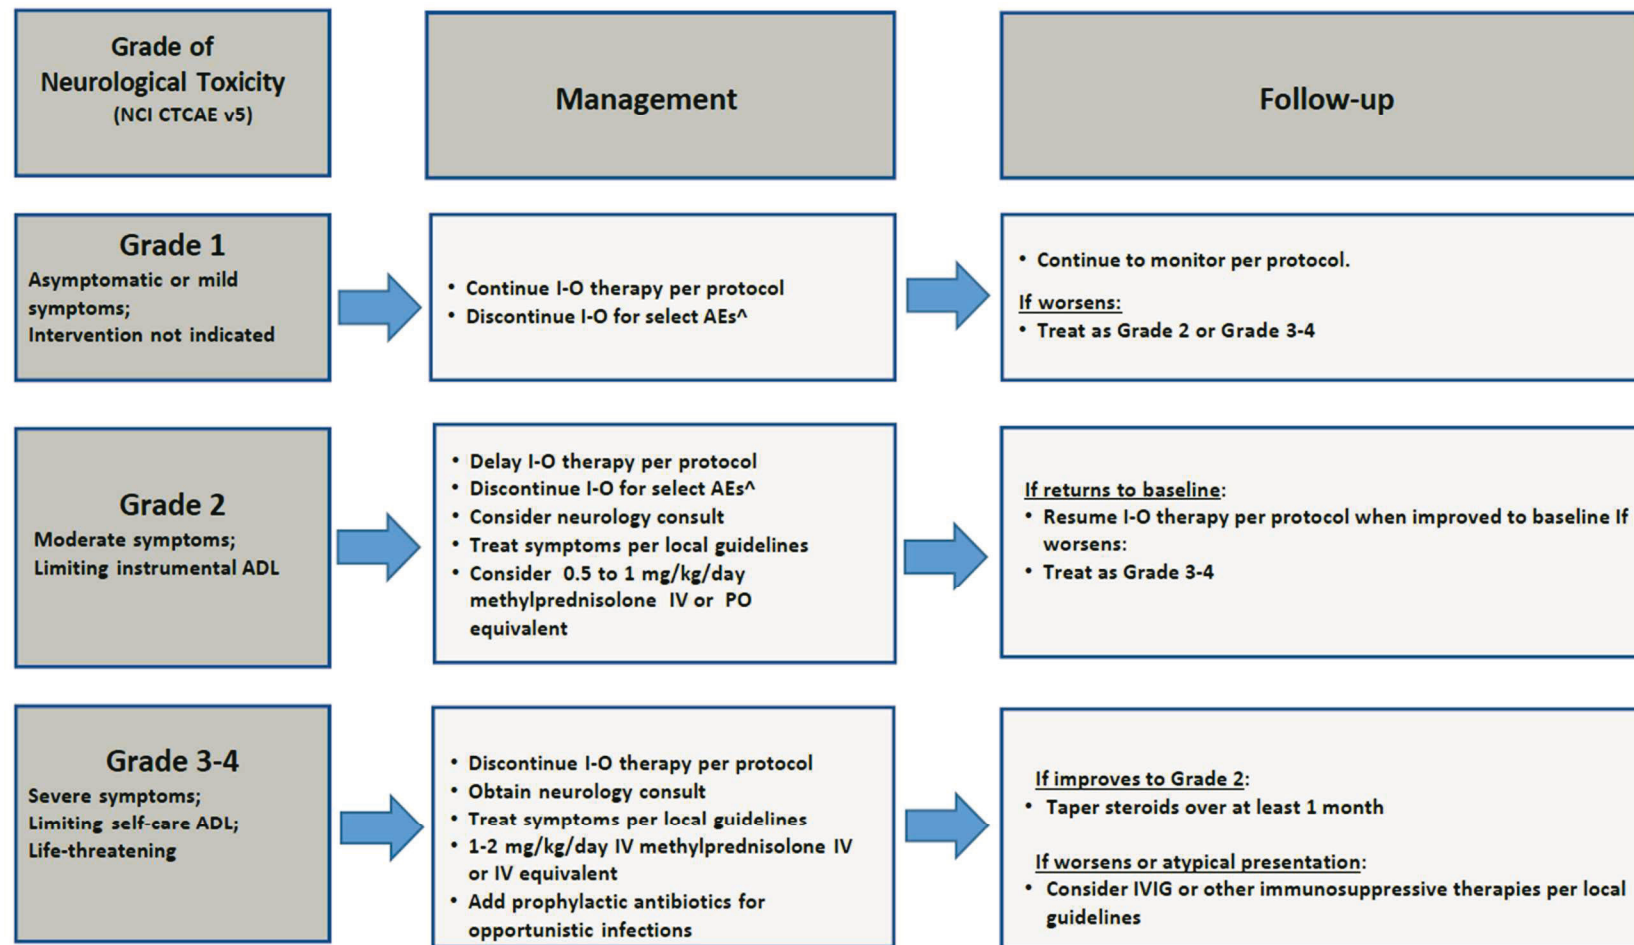 Grade of
Neurological Toxicity
(NCI CTCAE v5)
Management
Follow-up
Grade 1
Asymptomatic or mild
symptoms;
Intervention not indicated
• Continue I-O therapy per protocol
• Discontinue I-O for select AEs^
• Continue to monitor per protocol.
If worsens:
• Treat as Grade 2 or Grade 3-4
Grade 2
Moderate symptoms;
Limiting instrumental ADL
• Delay I-O therapy per protocol
• Discontinue I-O for select AEs^
• Consider neurology consult
• Treat symptoms per local guidelines
• Consider 0.5 to 1 mg/kg/day
methylprednisolone IV or PO
equivalent
If returns to baseline:
• Resume I-O therapy per protocol when improved to baseline If
worsens:
• Treat as Grade 3-4
Grade 3-4
Severe symptoms;
Limiting self-care ADL;
Life-threatening
• Discontinue I-O therapy per protocol
• Obtain neurology consult
• Treat symptoms per local guidelines
• 1-2 mg/kg/day IV methylprednisolone IV
or IV equivalent
• Add prophylactic antibiotics for
opportunistic infections
If improves to Grade 2:
• Taper steroids over at least 1 month
If worsens or atypical presentation:
• Consider IVIG or other immunosuppressive therapies per local
guidelines